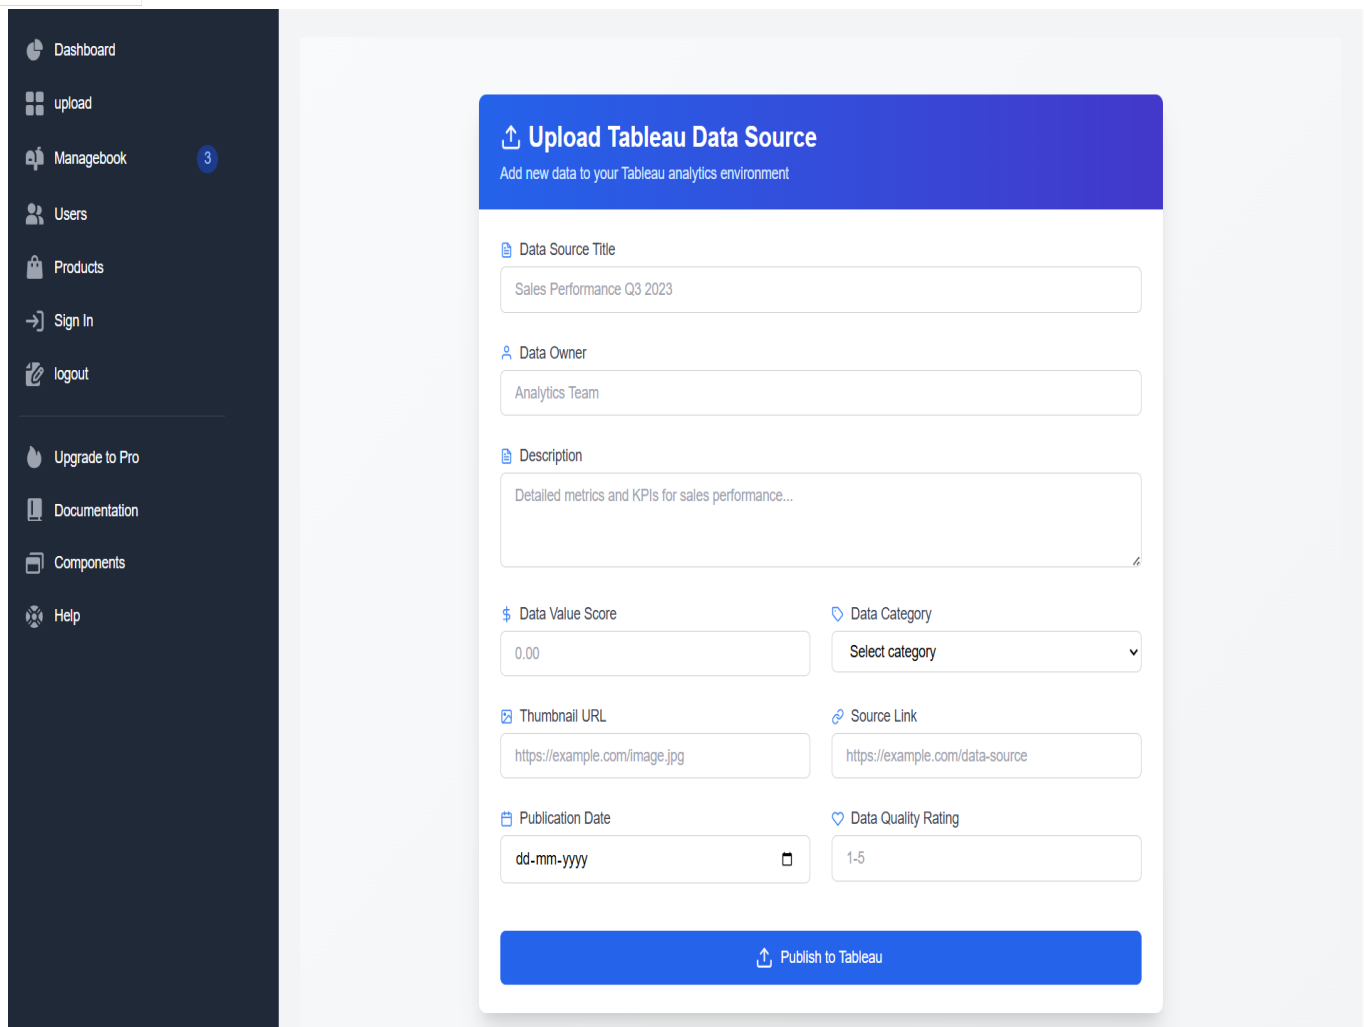 Dashboard
upload
Managebook 3
Users
Products
Sign In
logout
Upgrade to Pro
Documentation
Components
Help
Upload Tableau Data Source
Add new data to your Tableau analytics environment
Data Source Title
Sales Performance Q3 2023
Data Owner
Analytics Team
Description
Detailed metrics and KPIs for sales performance...
Data Value Score
0.00
Data Category
Select category
Thumbnail URL
https://example.com/image.jpg
Source Link
https://example.com/data-source
Publication Date
dd-mm-yyyy
Data Quality Rating
1-5
Publish to Tableau